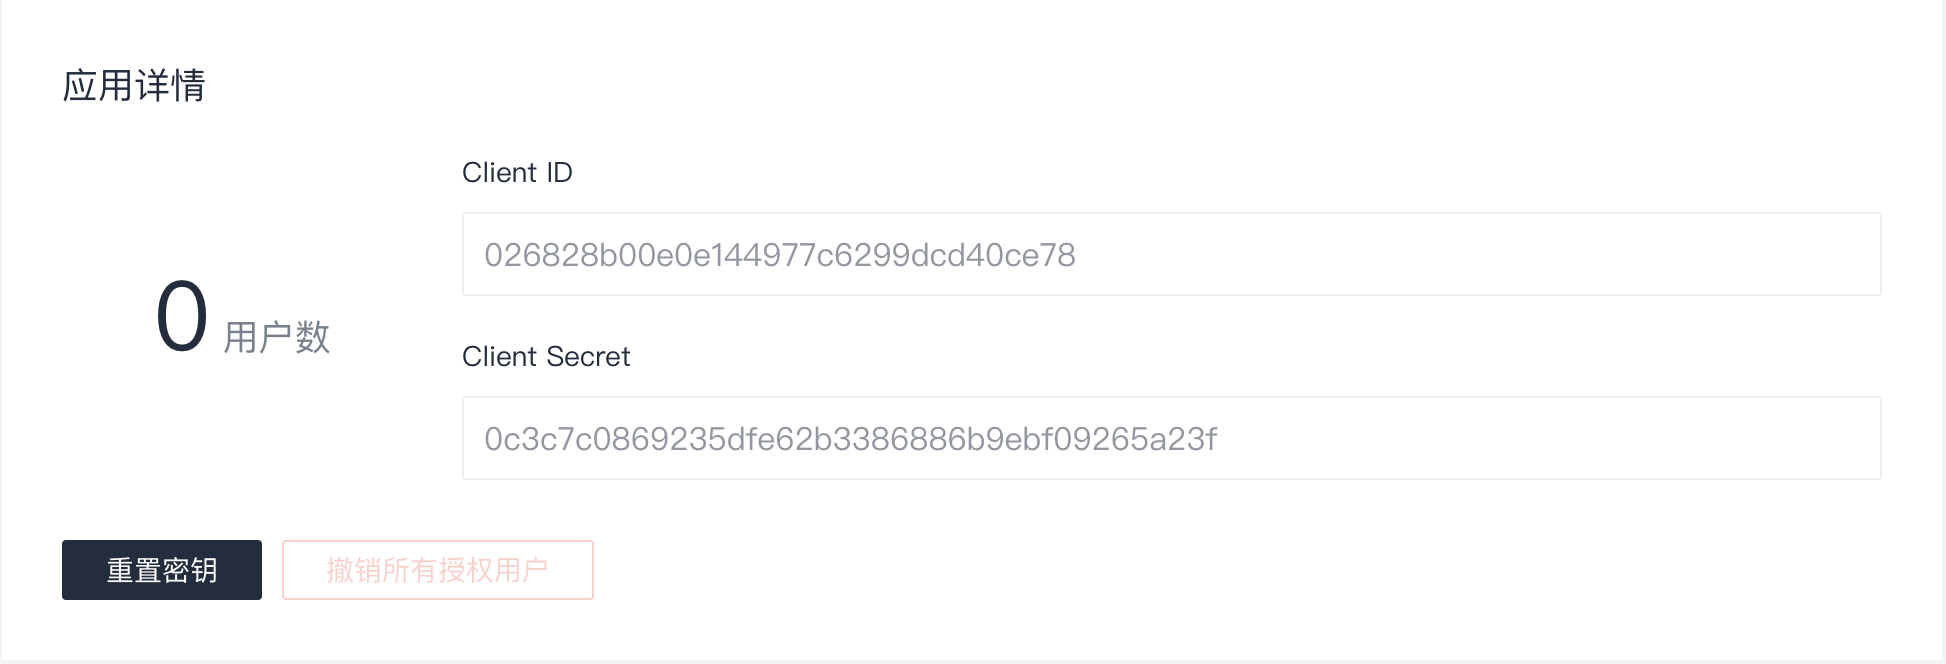 应用详情
Client ID
026828b00e0e144977c6299dcd40ce78
0 用户数
Client Secret
0c3c7c0869235dfe62b3386886b9ebf09265a23f
重置密钥
撤销所有授权用户